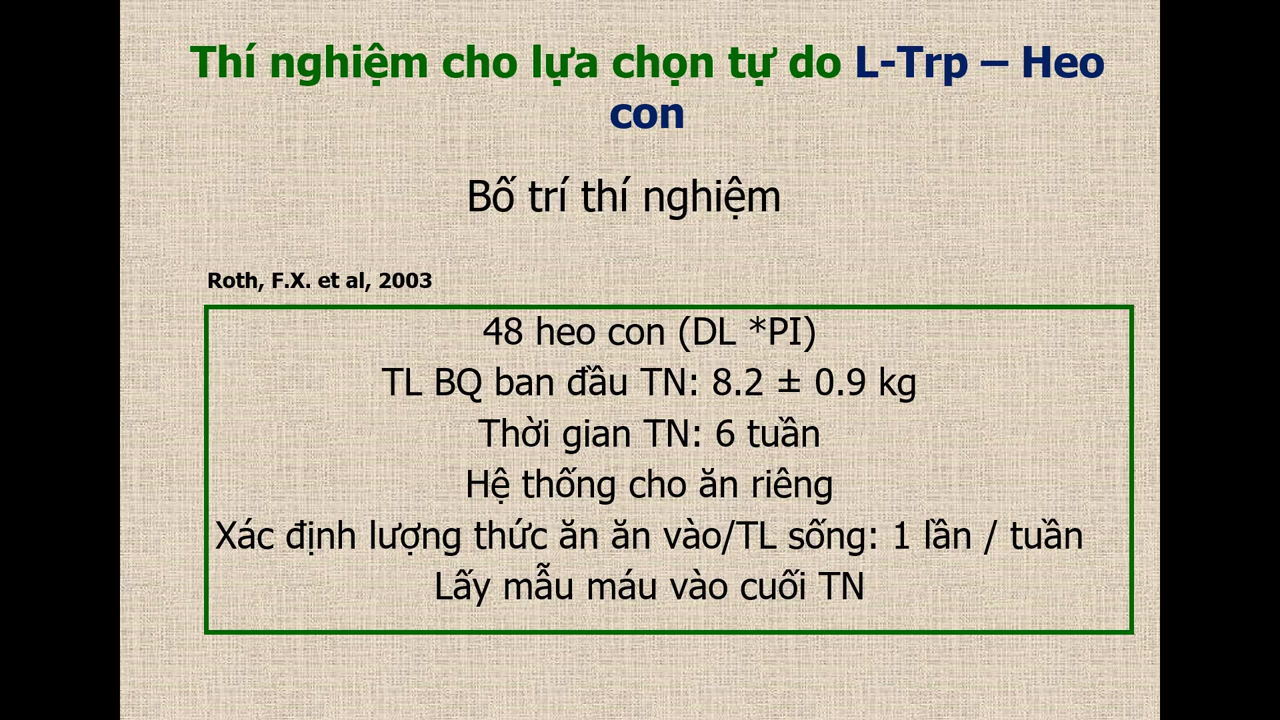 Thí nghiệm cho lựa chọn tự do L-Trp – Heo
con
Bố trí thí nghiệm
Roth, F.X. et al, 2003
48 heo con (DL *PI)
TL BQ ban đầu TN: 8.2 ± 0.9 kg
Thời gian TN: 6 tuần
Hệ thống cho ăn riêng
Xác định lượng thức ăn ăn vào/TL sống: 1 lần / tuần
Lấy mẫu máu vào cuối TN